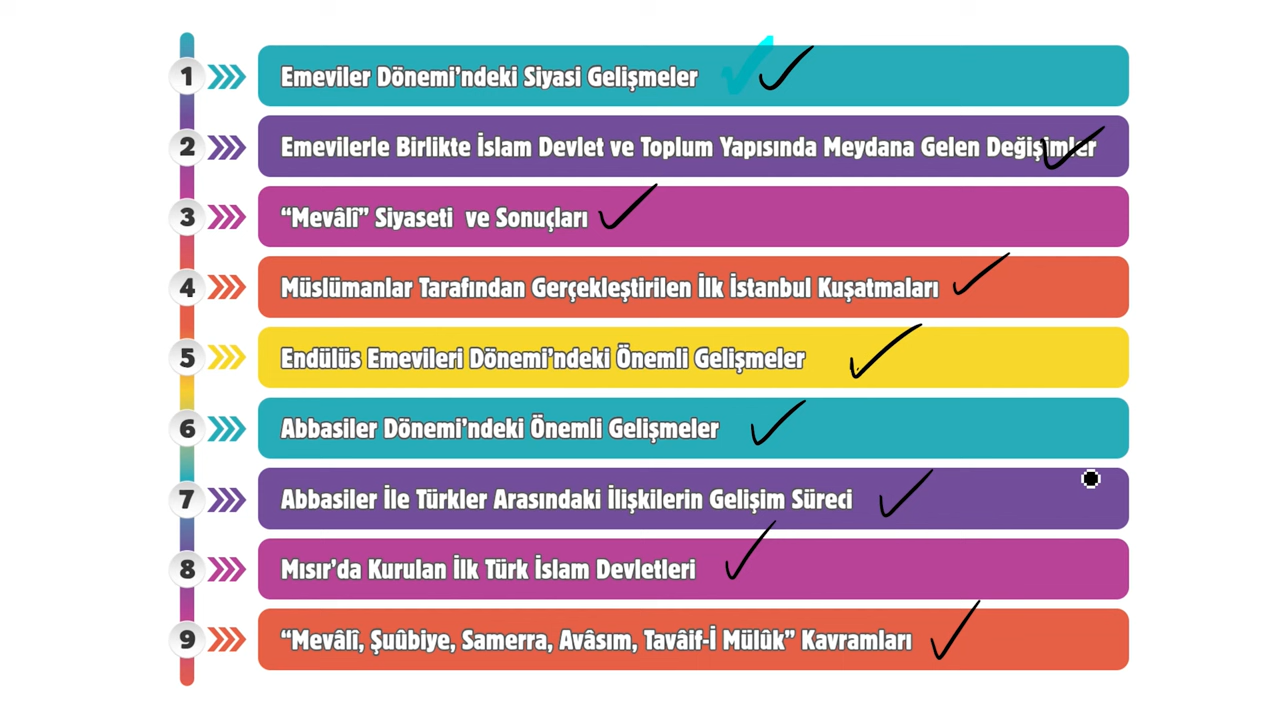 1 Emeviler Dönemi'ndeki Siyasi Gelişmeler
2 Emevilerle Birlikte İslam Devlet ve Toplum Yapısında Meydana Gelen Değişimler
3 “Mevâlî” Siyaseti ve Sonuçları
4 Müslümanlar Tarafından Gerçekleştirilen İlk İstanbul Kuşatmaları
5 Endülüs Emevileri Dönemi'ndeki Önemli Gelişmeler
6 Abbasiler Dönemi'ndeki Önemli Gelişmeler
7 Abbasiler İle Türkler Arasındaki İlişkilerin Gelişim Süreci
8 Mısır'da Kurulan İlk Türk İslam Devletleri
9 “Mevâlî, Şuûbiye, Samerra, Avâsım, Tavâif-İ Mülûk” Kavramları